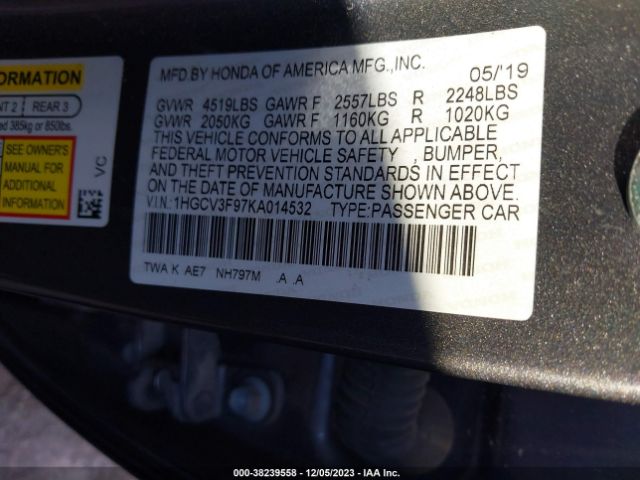 ORMATION
NT 2 REAR 3
ed 385kg or 850lbs.
SEE OWNER'S
MANUAL FOR
ADDITIONAL
INFORMATION
VC
MFD.BY HONDA OF AMERICA MFG.,INC. 05/'19
GVWR 4519LBS GAWR F 2557LBS R 2248LBS
GVWR 2050KG GAWR F 1160KG R 1020KG
THIS VEHICLE CONFORMS TO ALL APPLICABLE
FEDERAL MOTOR VEHICLE SAFETY , BUMPER,
AND THEFT PREVENTION STANDARDS IN EFFECT
ON THE DATE OF MANUFACTURE SHOWN ABOVE.
V.I.N.:1HGCV3F97KA014532 TYPE:PASSENGER CAR
TWA K AE7 NH797M .A .A
000-38239558 - 12/05/2023 - IAA Inc.